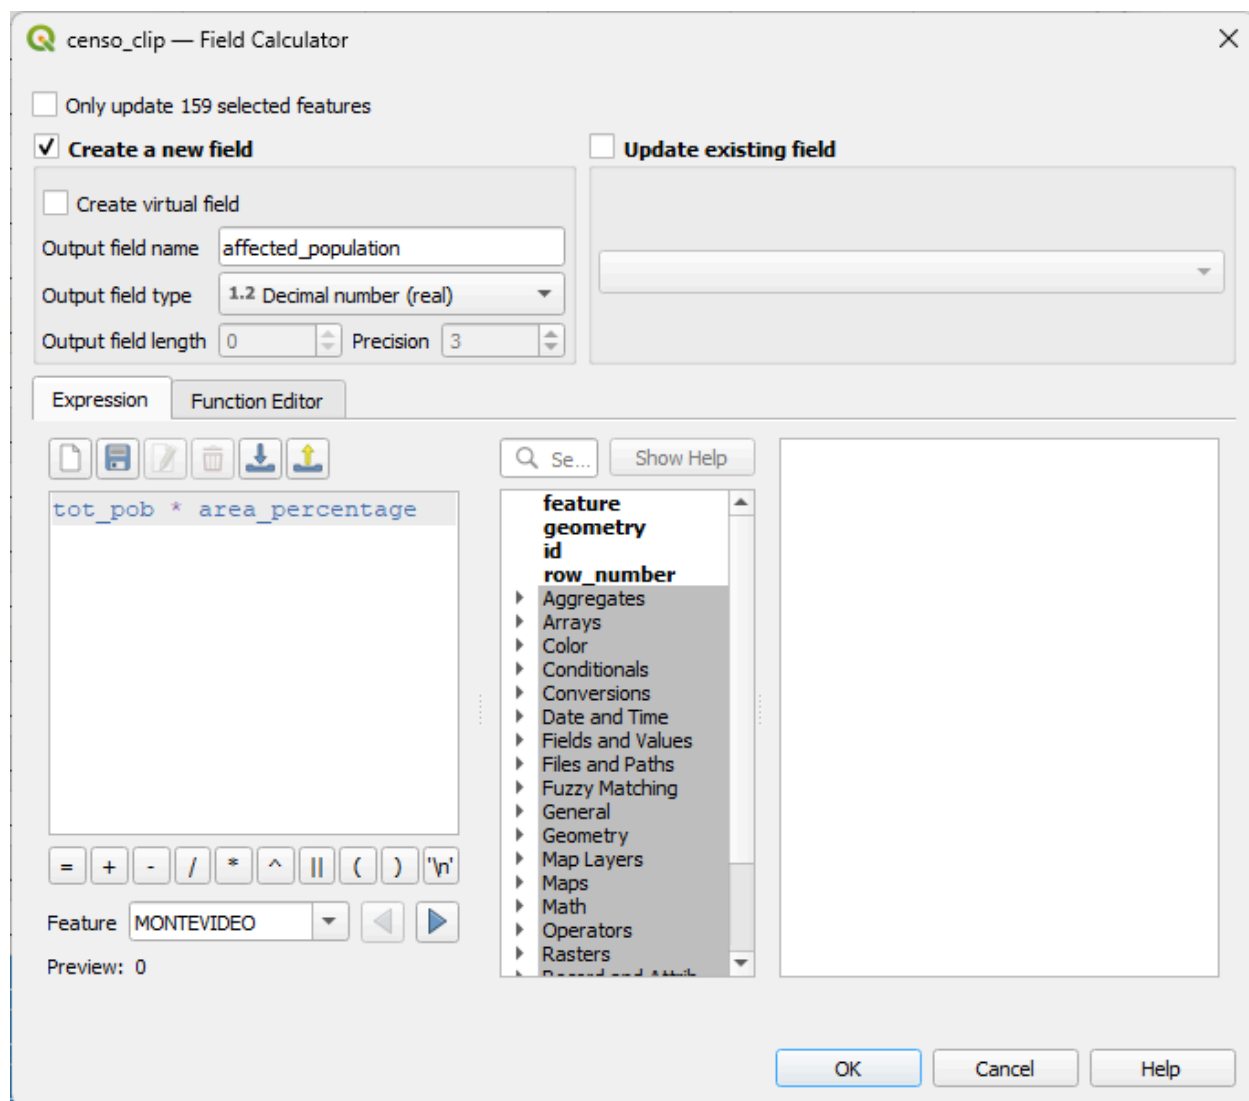 censo_clip — Field Calculator
Only update 159 selected features
Create a new field
Update existing field
Create virtual field
Output field name affected_population
Output field type 1.2 Decimal number (real)
Output field length 0 Precision 3
Expression Function Editor
Se... Show Help
tot_pob * area_percentage
feature
geometry
id
row_number
Aggregates
Arrays
Color
Conditionals
Conversions
Date and Time
Fields and Values
Files and Paths
Fuzzy Matching
General
Geometry
Map Layers
Maps
Math
Operators
Rasters
Record and Attrib
= + - / * ^ || ( ) '\n'
Feature MONTEVIDEO
Preview: 0
OK Cancel Help